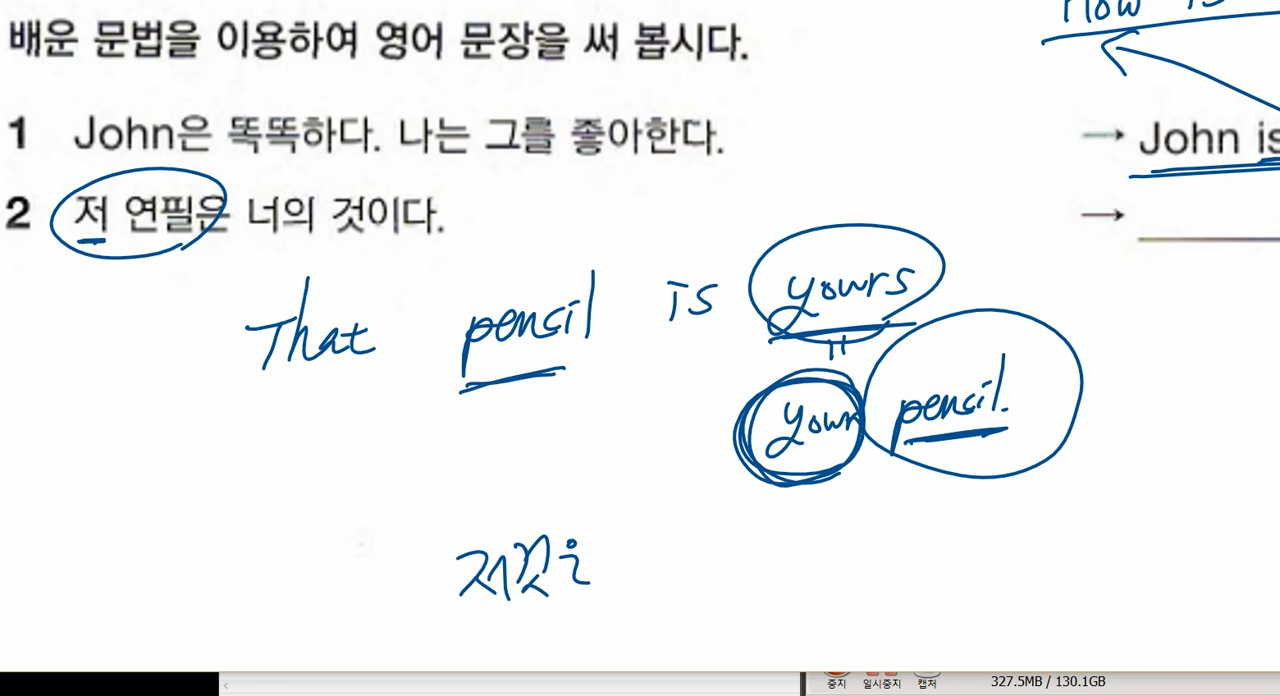 How is
배운 문법을 이용하여 영어 문장을 써 봅시다.
1 John은 똑똑하다. 나는 그를 좋아한다. → John is
2 저 연필은 너의 것이다. →
That pencil is yours
your pencil.
저것은
중지 일시중지 캡처 327.5MB / 130.1GB